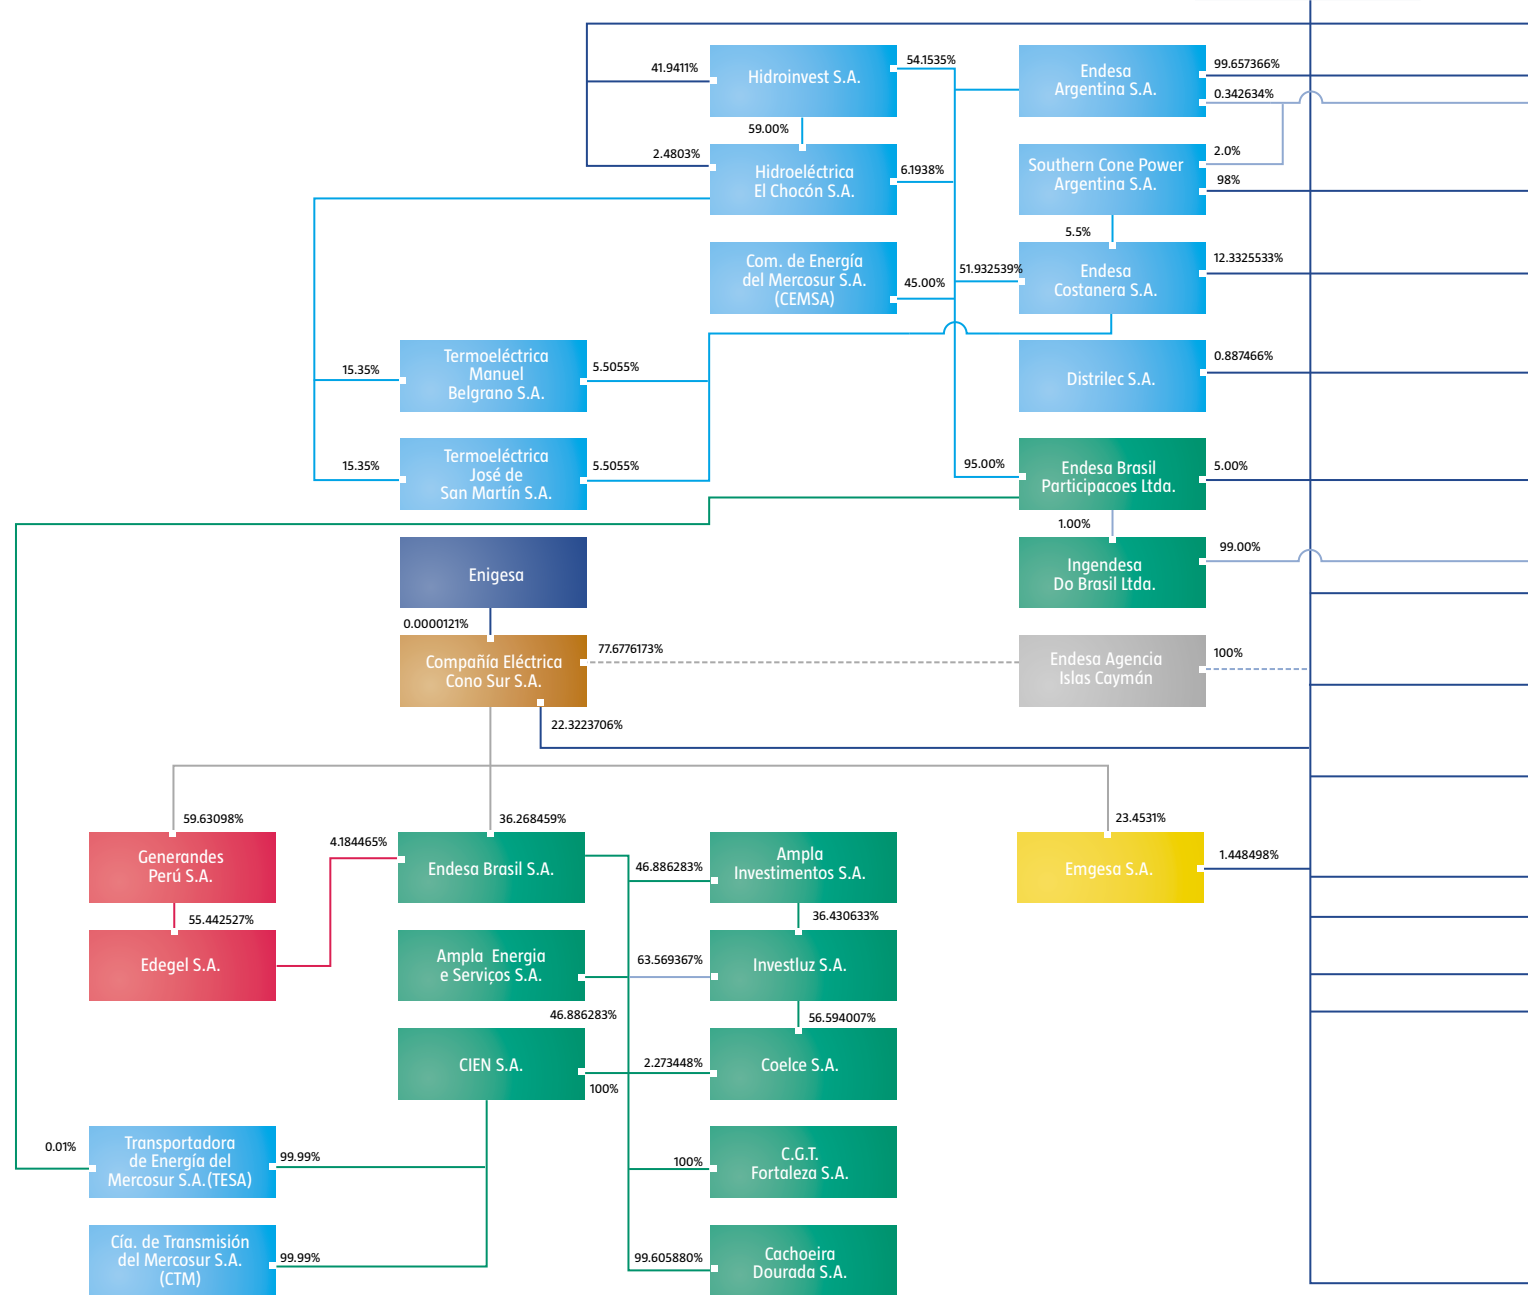 41.9411%
Hidroinvest S.A.
54.1535%
Endesa
Argentina S.A.
99.657366%
0.342634%
59.00%
2.4803%
Hidroeléctrica
El Chocón S.A.
6.1938%
Southern Cone Power
Argentina S.A.
2.0%
98%
5.5%
Com. de Energía
del Mercosur S.A.
(CEMSA)
45.00%
51.932539%
Endesa
Costanera S.A.
12.3325533%
15.35%
Termoeléctrica
Manuel
Belgrano S.A.
5.5055%
Distrilec S.A.
0.887466%
15.35%
Termoeléctrica
José de
San Martín S.A.
5.5055%
95.00%
Endesa Brasil
Participacoes Ltda.
5.00%
1.00%
Enigesa
Ingendesa
Do Brasil Ltda.
99.00%
0.0000121%
Compañía Eléctrica
Cono Sur S.A.
77.6776173%
Endesa Agencia
Islas Caymán
100%
22.3223706%
59.63098%
36.268459%
23.4531%
Generandes
Perú S.A.
4.184465%
Endesa Brasil S.A.
46.886283%
Ampla
Investimentos S.A.
Emgesa S.A.
1.448498%
55.442527%
36.430633%
Edegel S.A.
Ampla Energia
e Serviços S.A.
63.569367%
Investluz S.A.
46.886283%
56.594007%
CIEN S.A.
100%
2.273448%
Coelce S.A.
0.01%
Transportadora
de Energía del
Mercosur S.A.(TESA)
99.99%
100%
C.G.T.
Fortaleza S.A.
Cía. de Transmisión
del Mercosur S.A.
(CTM)
99.99%
99.605880%
Cachoeira
Dourada S.A.